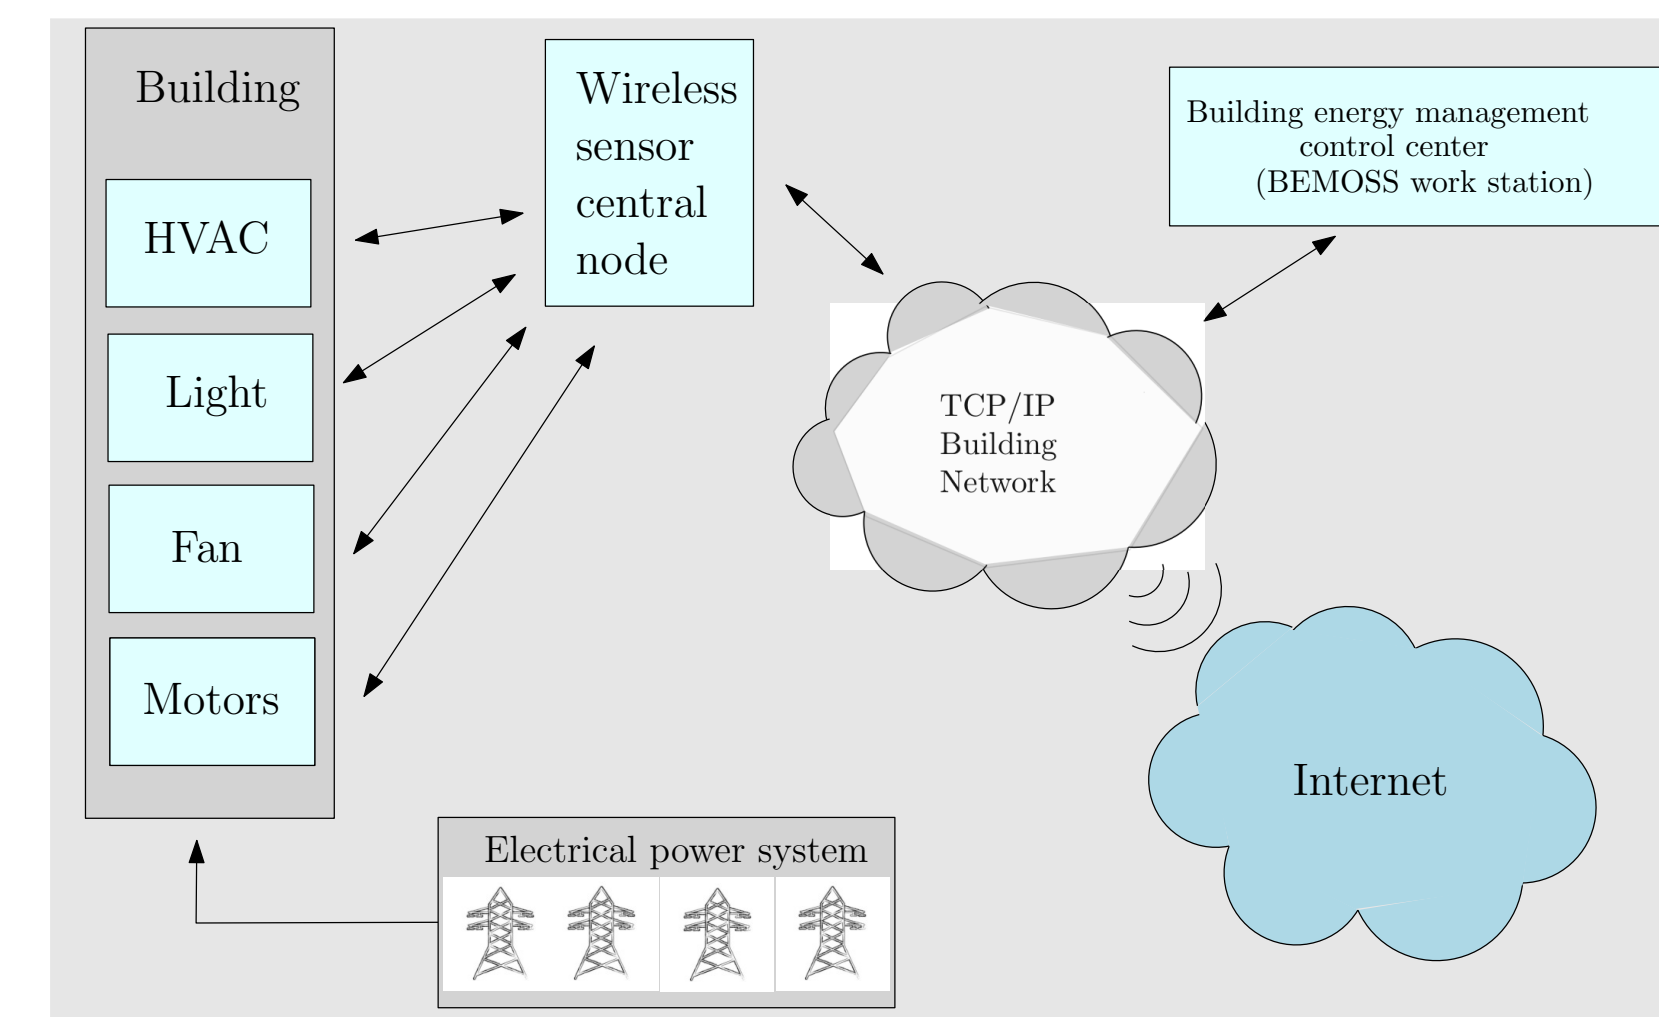 Building
HVAC
Light
Fan
Motors
Wireless
sensor
central
node
Building energy management
control center
(BEMOSS work station)
TCP/IP
Building
Network
Internet
Electrical power system